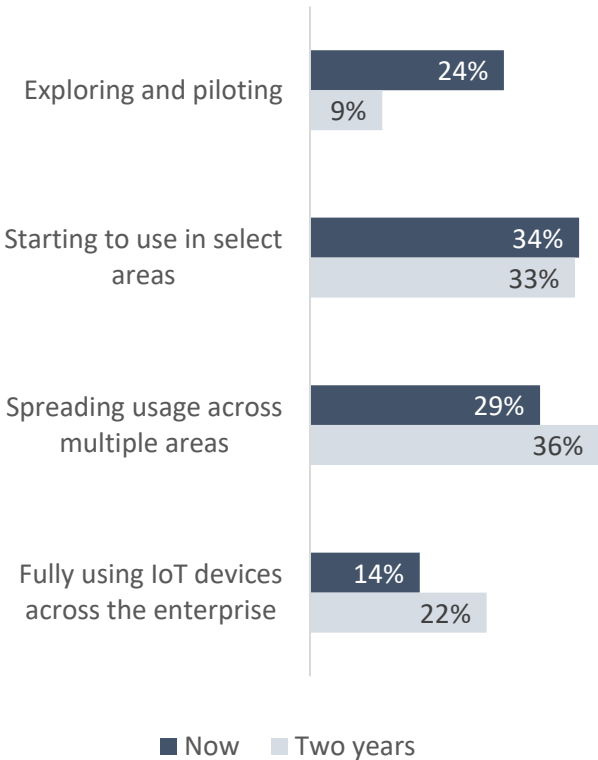 Exploring and piloting
24%
9%
Starting to use in select
areas
34%
33%
Spreading usage across
multiple areas
29%
36%
Fully using IoT devices
across the enterprise
14%
22%
Now
Two years